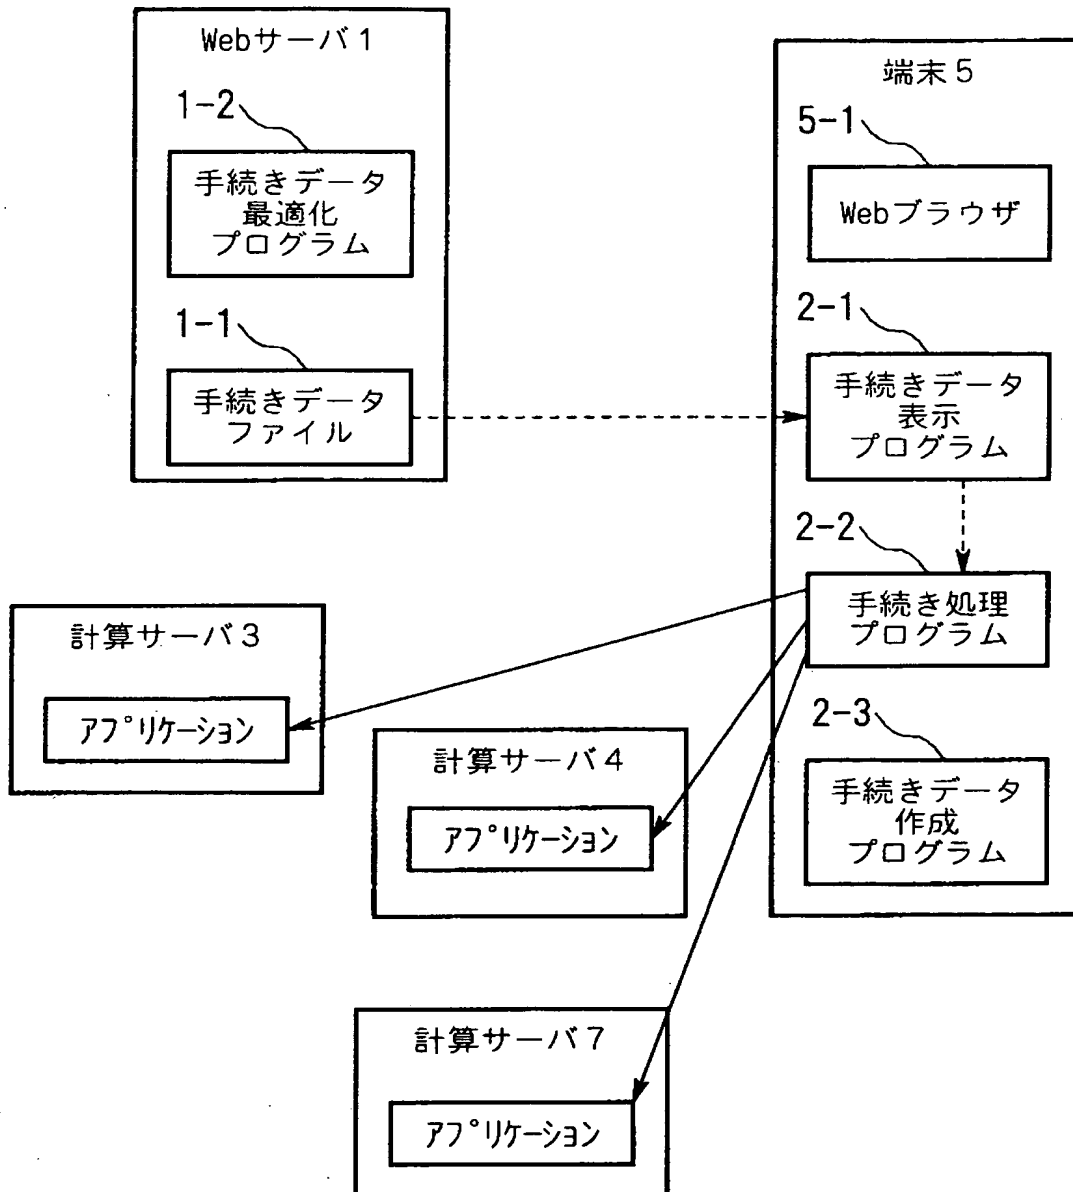 Webサーバ1
1-2
手続きデータ
最適化
プログラム
1-1
手続きデータ
ファイル
端末5
5-1
Webブラウザ
2-1
手続きデータ
表示
プログラム
2-2
手続き処理
プログラム
2-3
手続きデータ
作成
プログラム
計算サーバ3
アプリケーション
計算サーバ4
アプリケーション
計算サーバ7
アプリケーション